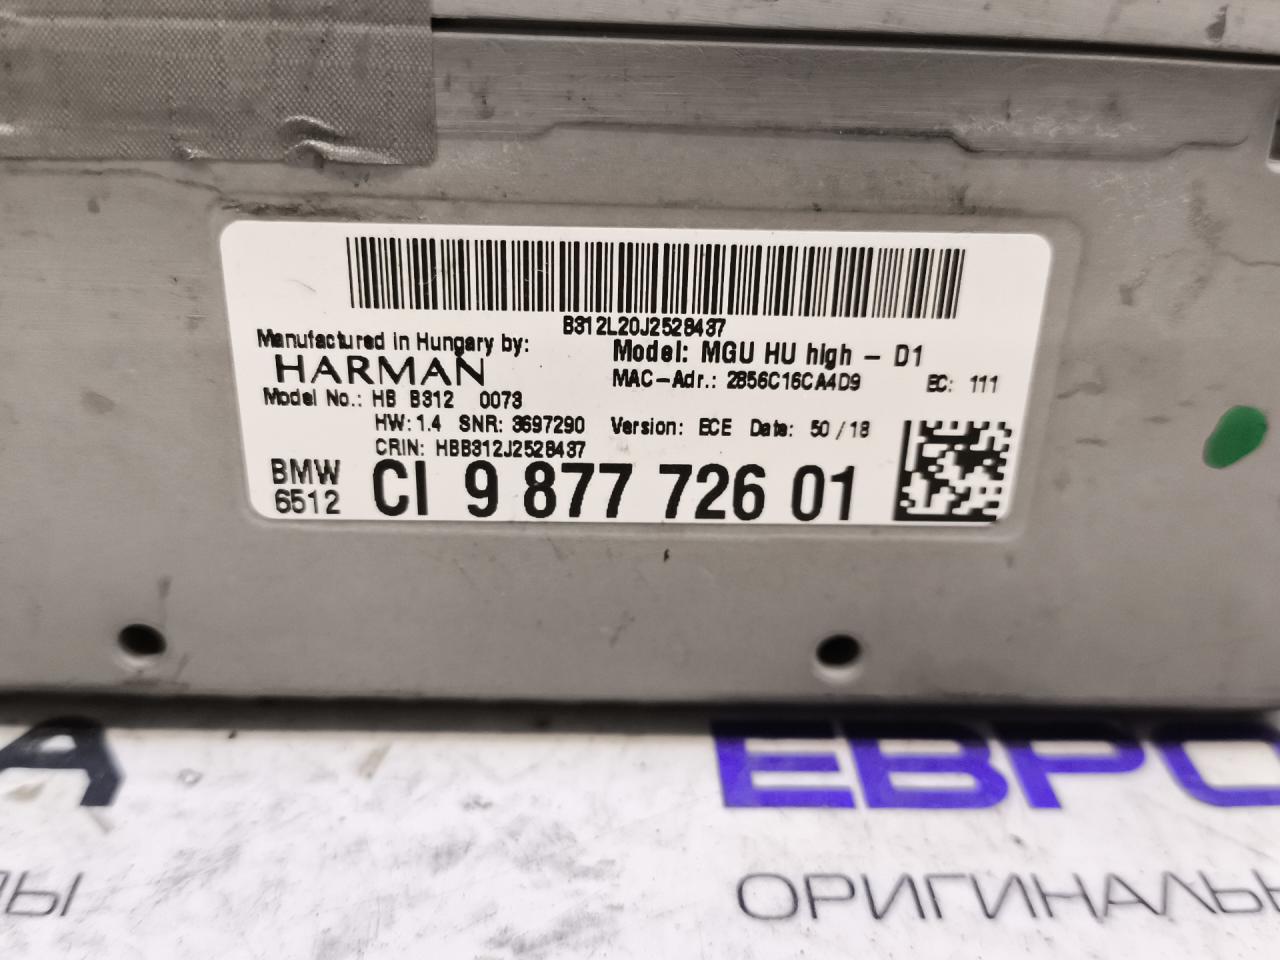 B312L20J2528437
Manufactured in Hungary by:
HARMAN
Model: MGU HU high - D1
MAC-Adr.: 2856C16CA4D9 EC: 111
Model No.: HB B312 0073
HW: 1.4 SNR: 3697290 Version: ECE Date: 50/18
CRIN: HBB312J2528437
BMW
6512
CI 9 877 726 01
А ЕВРО
ОРИГИНАЛЬН